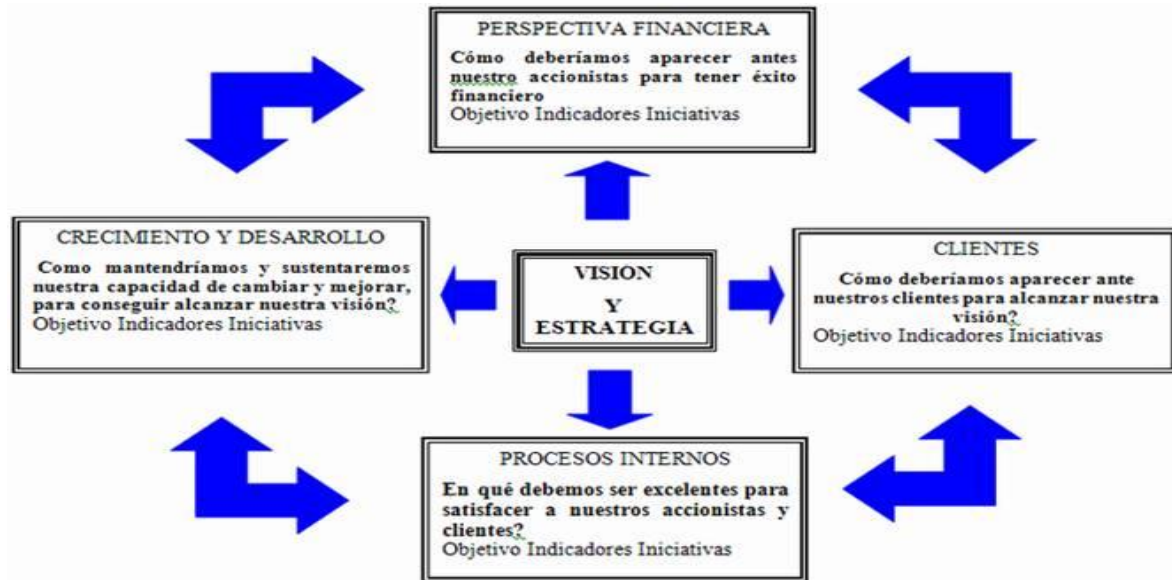 PERSPECTIVA FINANCIERA
Cómo deberíamos aparecer antes
nuestro accionistas para tener éxito
financiero
Objetivo Indicadores Iniciativas
CRECIMIENTO Y DESARROLLO
Como mantendríamos y sustentaremos
nuestra capacidad de cambiar y mejorar,
para conseguir alcanzar nuestra visión?
Objetivo Indicadores Iniciativas
VISIÓN
Y
ESTRATEGIA
CLIENTES
Cómo deberíamos aparecer ante
nuestros clientes para alcanzar nuestra
visión?
Objetivo Indicadores Iniciativas
PROCESOS INTERNOS
En qué debemos ser excelentes para
satisfacer a nuestros accionistas y
clientes?
Objetivo Indicadores Iniciativas